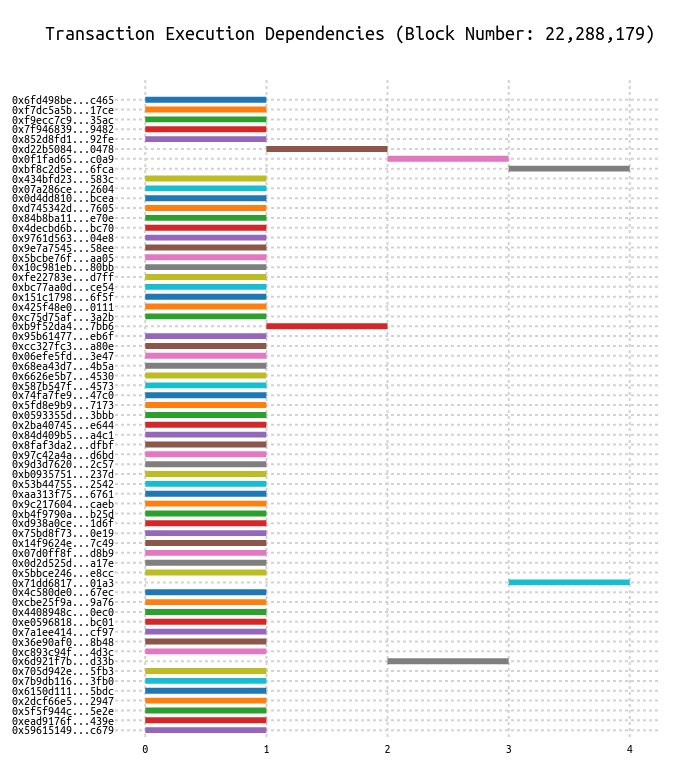 Transaction Execution Dependencies (Block Number: 22,288,179)
0x6fd498be...c465
0xf7dc5a5b...17ce
0xf9ecc7c9...35ac
0x7f946839...9482
0x852d8fd1...92fe
0xd22b5084...0478
0x0f1fad65...c0a9
0xbf8c2d5e...6fca
0x434bfd23...583c
0x07a286ce...2604
0x0d4dd810...bcea
0xd745342d...7605
0x84b8ba11...e70e
0x4decbd6b...bc70
0x9761d563...04e8
0x9e7a7545...58ee
0x5bcbe76f...aa05
0x10c981eb...80bb
0xfe22783e...d7ff
0xbc77aa0d...ce54
0x151c1798...6f5f
0x425f48e0...0111
0xc75d75af...3a2b
0xb9f52da4...7bb6
0x95b61477...eb6f
0xcc327fc3...a80e
0x06efe5fd...3e47
0x68ea43d7...4b5a
0x6626e5b7...4530
0x587b547f...4573
0x74fa7fe9...47c0
0x5fd8e9b9...7173
0x0593355d...3bbb
0x2ba40745...e644
0x84d409b5...a4c1
0x8faf3da2...dfbf
0x97c42a4a...d6bd
0x9d3d7620...2c57
0xb0935751...237d
0x53b44755...2542
0xaa313f75...6761
0x9c217604...caeb
0xb4f9790a...b25d
0xd938a0ce...1d6f
0x75bd8f73...0e19
0x14f9624e...7c49
0x07d0ff8f...d8b9
0x0d2d525d...a17e
0x5bbce246...e8cc
0x71dd6817...01a3
0x4c580de0...67ec
0xcbe25f9a...9a76
0x4408948c...0ec0
0xe0596818...bc01
0x7a1ee414...cf97
0x36e90af0...8b48
0xc893c94f...4d3c
0x6d921f7b...d33b
0x705d942e...5fb3
0x7b9db116...3fb0
0x6150d111...5bdc
0x2dcf66e5...2947
0x5f5f944c...5e2e
0xead9176f...439e
0x59615149...c679
0 1 2 3 4